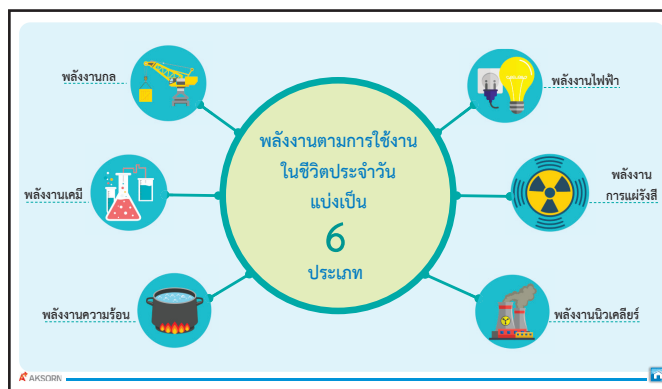 พลังงานกล
พลังงานไฟฟ้า
พลังงานตามการใช้งาน
ในชีวิตประจำวัน
แบ่งเป็น
6
ประเภท
พลังงานเคมี
พลังงาน
การแผ่รังสี
พลังงานความร้อน
พลังงานนิวเคลียร์
AKSORN